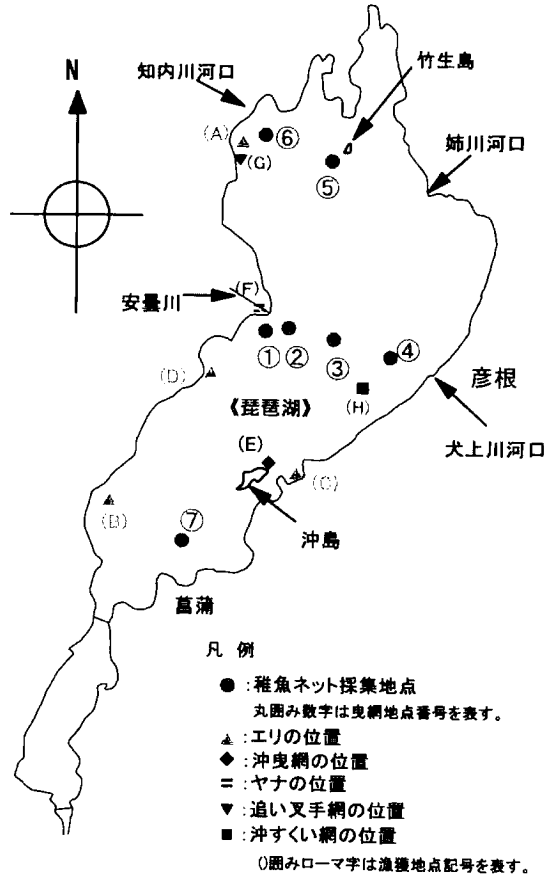 N
知内川河口
竹生島
(A)
⑥
(G)
⑤
姉川河口
(F)
安曇川
① ② ③ ④
(D)
(H)
彦根
《琵琶湖》
(E)
犬上川河口
(C)
(B)
⑦
沖島
菖蒲
凡 例
● :稚魚ネット採集地点
丸囲み数字は曳網地点番号を表す。
:エリの位置
◆ :沖曳網の位置
= :ヤナの位置
▼ :追い叉手網の位置
■ :沖すくい網の位置
()囲みローマ字は漁獲地点記号を表す。